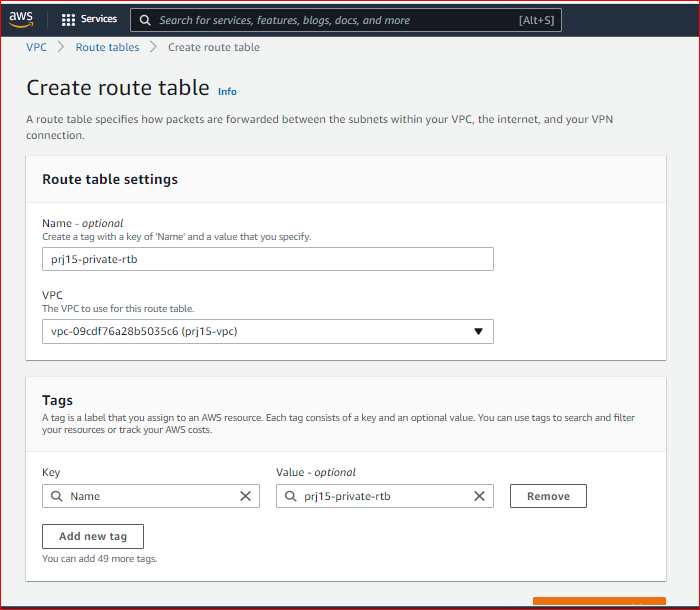 aws Services Search for services, features, blogs, docs, and more [Alt+S]
VPC > Route tables > Create route table
Create route table Info
A route table specifies how packets are forwarded between the subnets within your VPC, the internet, and your VPN
connection.
Route table settings
Name - optional
Create a tag with a key of 'Name' and a value that you specify.
prj15-private-rtb
VPC
The VPC to use for this route table.
vpc-09cdf76a28b5035c6 (prj15-vpc)
Tags
A tag is a label that you assign to an AWS resource. Each tag consists of a key and an optional value. You can use tags to search and filter
your resources or track your AWS costs.
Key Value - optional
Name prj15-private-rtb Remove
Add new tag
You can add 49 more tags.